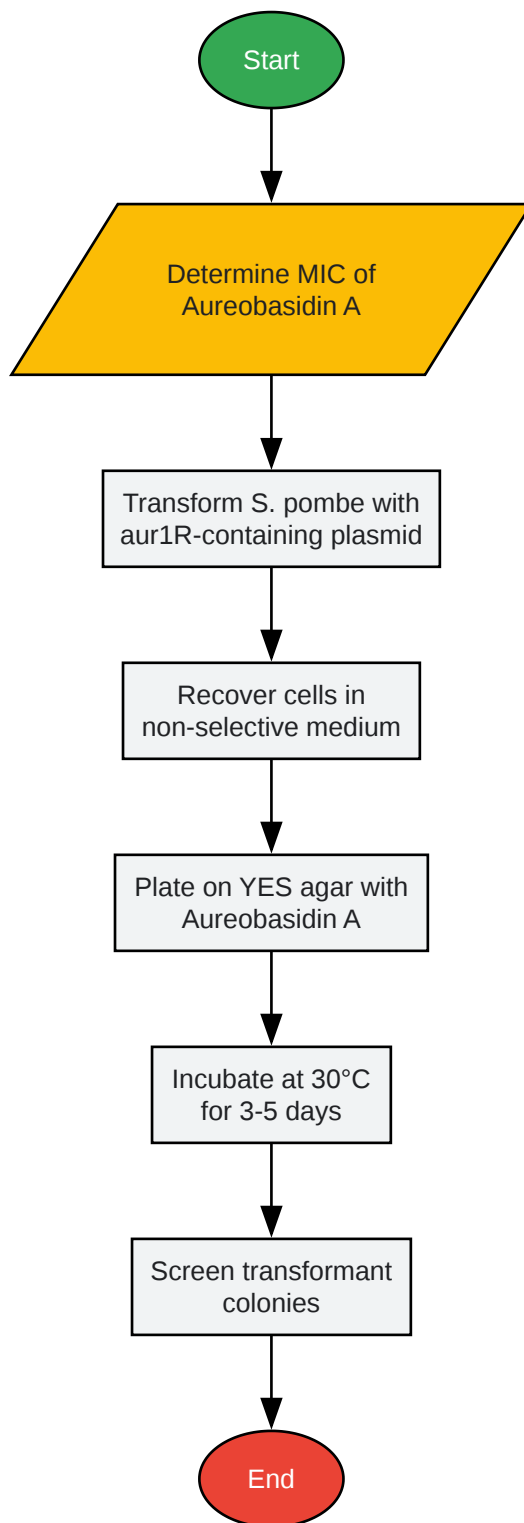 Start
Determine MIC of
Aureobasidin A
Transform S. pombe with
aur1R-containing plasmid
Recover cells in
non-selective medium
Plate on YES agar with
Aureobasidin A
Incubate at 30°C
for 3-5 days
Screen transformant
colonies
End